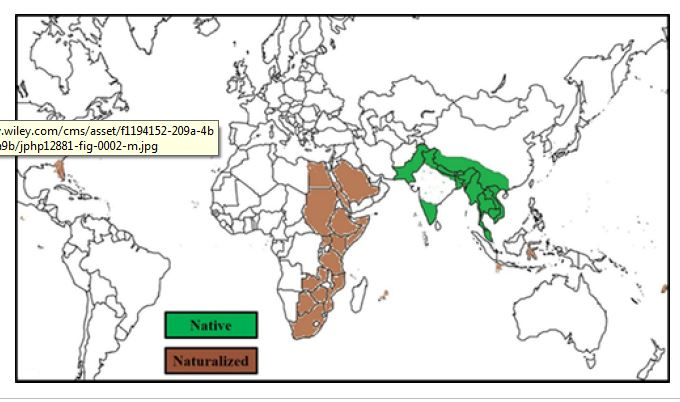 .wiley.com/cms/asset/f1194152-209a-4b
9b/jphp12881-fig-0002-m.jpg
Native
Naturalized